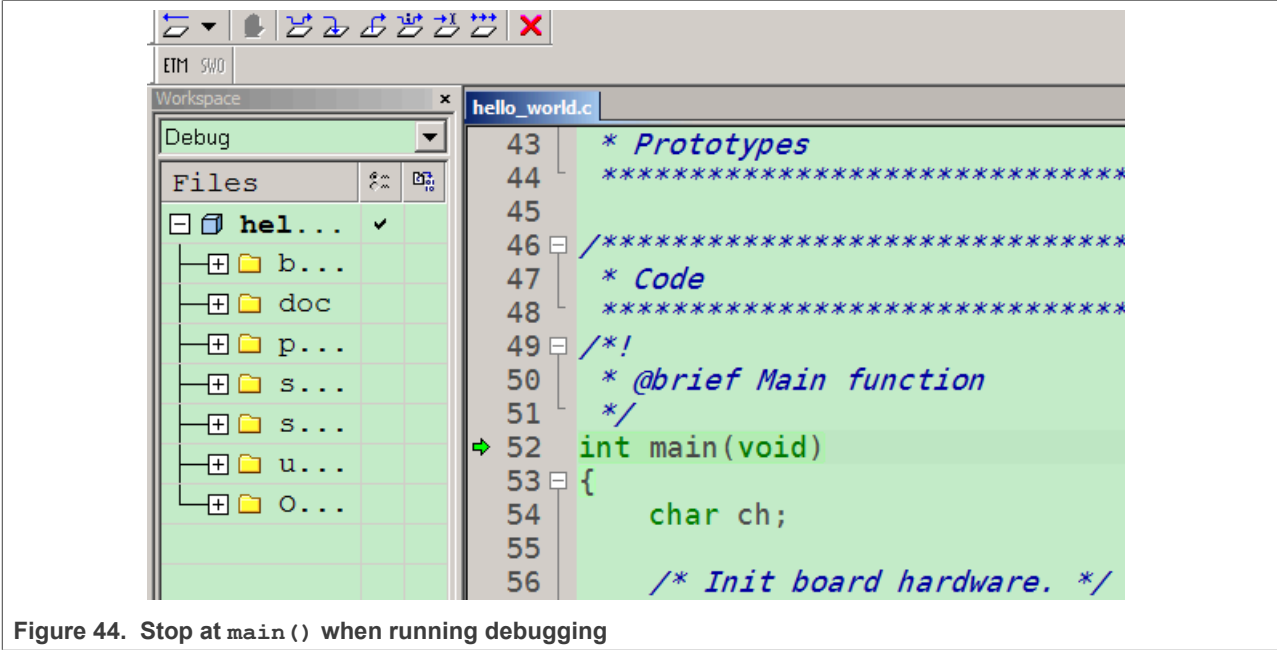 ETM SWO
Workspace
Debug
Files
hel...
b...
doc
p...
s...
s...
u...
O...
hello_world.c
43 * Prototypes
44 *******************************
45
46 /*******************************
47 * Code
48 *******************************
49 /*!
50 * @brief Main function
51 */
52 int main(void)
53 {
54 char ch;
55
56 /* Init board hardware. */
Figure 44. Stop at main() when running debugging